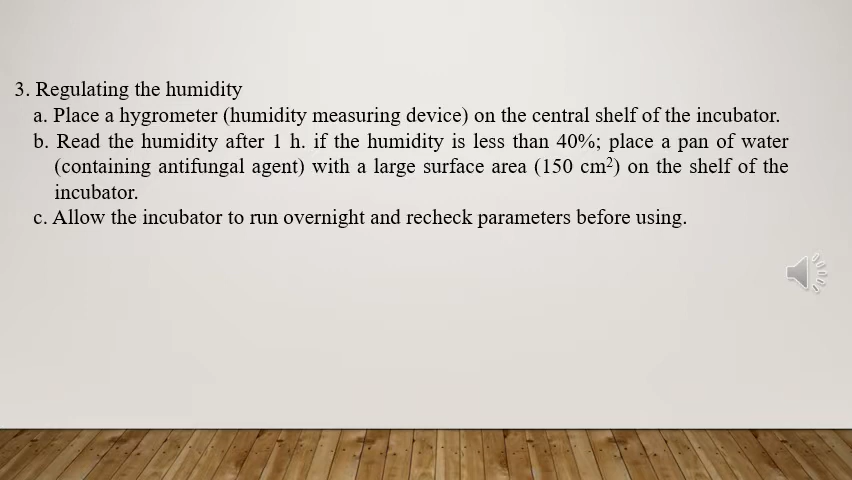 3. Regulating the humidity
a. Place a hygrometer (humidity measuring device) on the central shelf of the incubator.
b. Read the humidity after 1 h. if the humidity is less than 40%; place a pan of water
(containing antifungal agent) with a large surface area (150 cm²) on the shelf of the
incubator.
c. Allow the incubator to run overnight and recheck parameters before using.